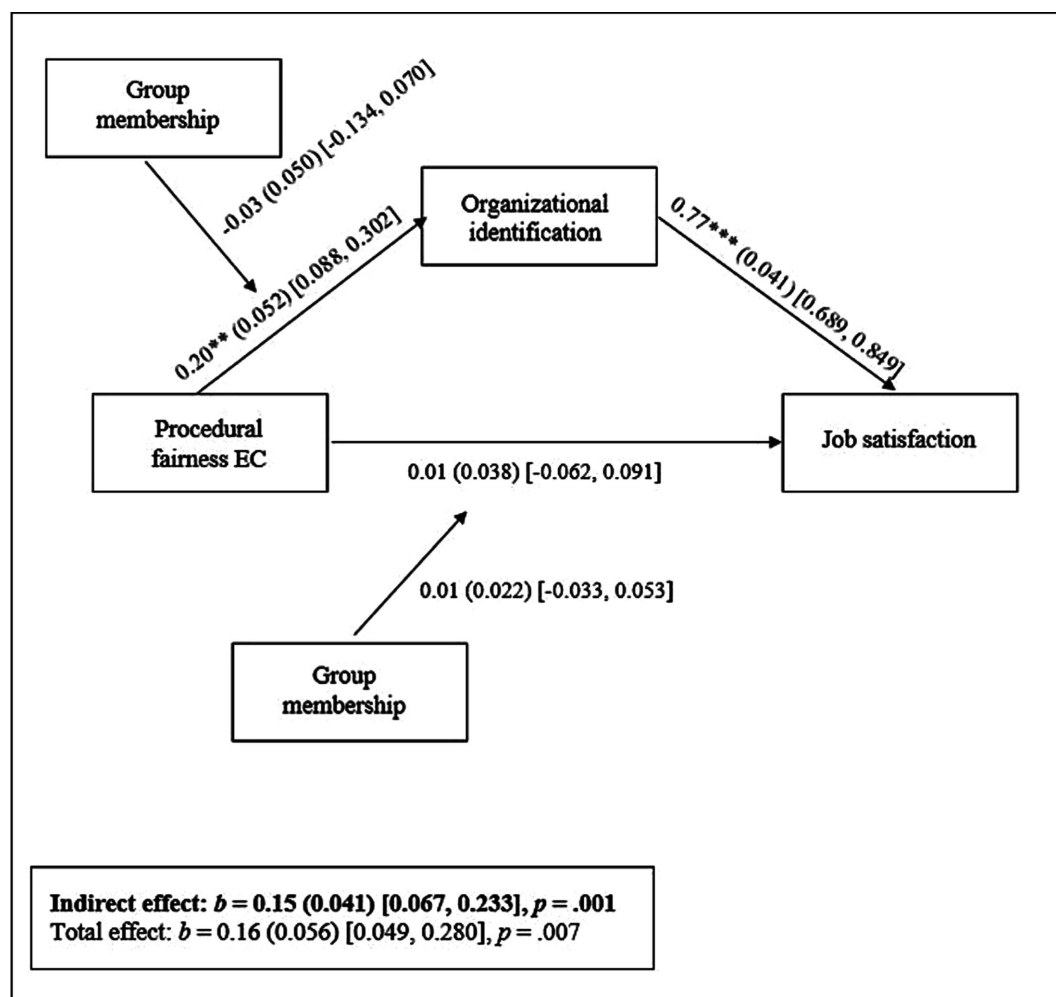 Group
membership
-0.03 (0.050) [-0.134, 0.070]
Organizational
identification
0.20** (0.052) [0.088, 0.302]
0.77*** (0.041) [0.689, 0.849]
Procedural
fairness EC
Job satisfaction
0.01 (0.038) [-0.062, 0.091]
0.01 (0.022) [-0.033, 0.053]
Group
membership
Indirect effect: b = 0.15 (0.041) [0.067, 0.233], p = .001
Total effect: b = 0.16 (0.056) [0.049, 0.280], p = .007